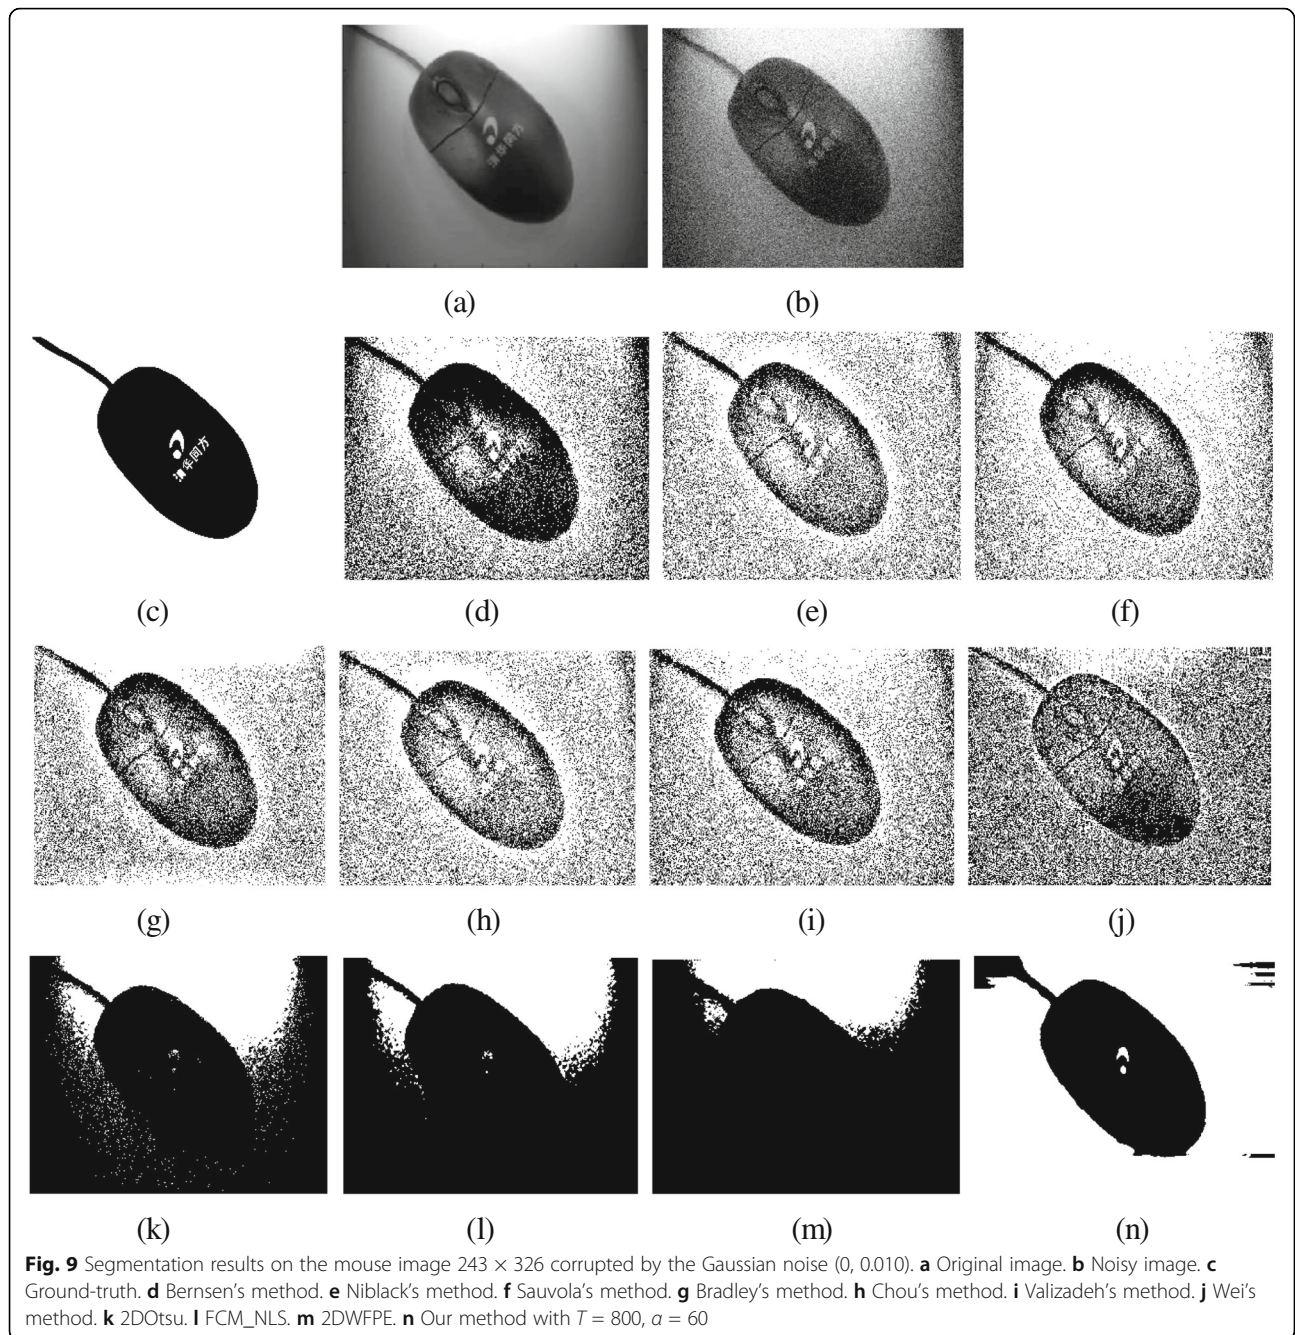 (a)
(b)
清华同方
(c)
(d)
(e)
(f)
(g)
(h)
(i)
(j)
(k)
(l)
(m)
(n)
Fig. 9 Segmentation results on the mouse image 243 × 326 corrupted by the Gaussian noise (0, 0.010). a Original image. b Noisy image. c
Ground-truth. d Bernsen's method. e Niblack's method. f Sauvola's method. g Bradley's method. h Chou's method. i Valizadeh's method. j Wei's
method. k 2DOtsu. l FCM_NLS. m 2DWFPE. n Our method with T = 800, α = 60